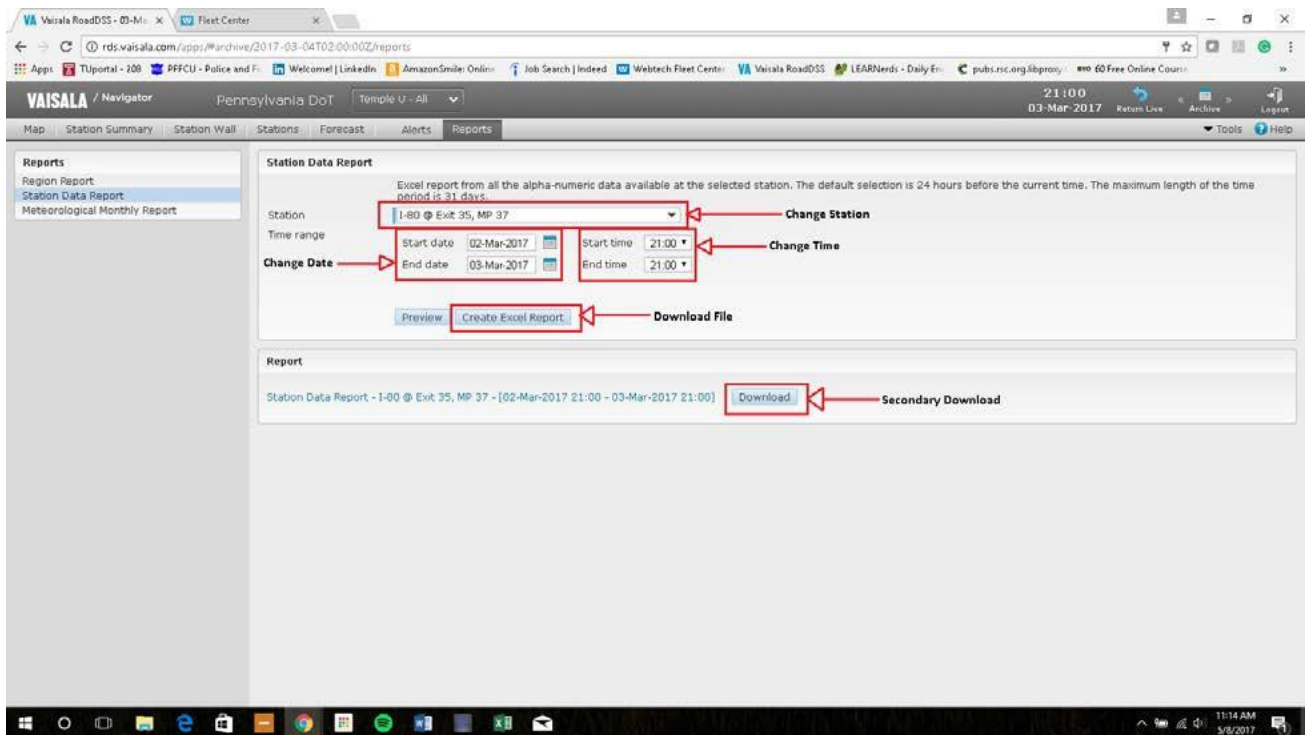 VA Vaisala RoadDSS - 03-Ma
Fleet Center
rds.vaisala.com/apps/#archive/2017-03-04T02:00:00Z/reports
Apps TUportal - 208 PFFCU - Police and Fi Welcome! | LinkedIn AmazonSmile: Online Job Search | Indeed Webtech Fleet Center VA Vaisala RoadDSS LEARNerds - Daily En pubs.rsc.org.libproxy. 60 Free Online Course
VAISALA / Navigator Pennsylvania DoT Temple U - All 21:00
03-Mar-2017 Return Live « Archive » Logout
Map Station Summary Station Wall Stations Forecast Alerts Reports Tools Help
Reports
Region Report
Station Data Report
Meteorological Monthly Report
Station Data Report
Excel report from all the alpha-numeric data available at the selected station. The default selection is 24 hours before the current time. The maximum length of the time
period is 31 days.
Station I-80 @ Exit 35, MP 37 Change Station
Time range
Start date 02-Mar-2017 Start time 21:00 Change Time
Change Date End date 03-Mar-2017 End time 21:00
Preview Create Excel Report Download File
Report
Station Data Report - I-80 @ Exit 35, MP 37 - [02-Mar-2017 21:00 - 03-Mar-2017 21:00] Download Secondary Download
11:14 AM
5/8/2017